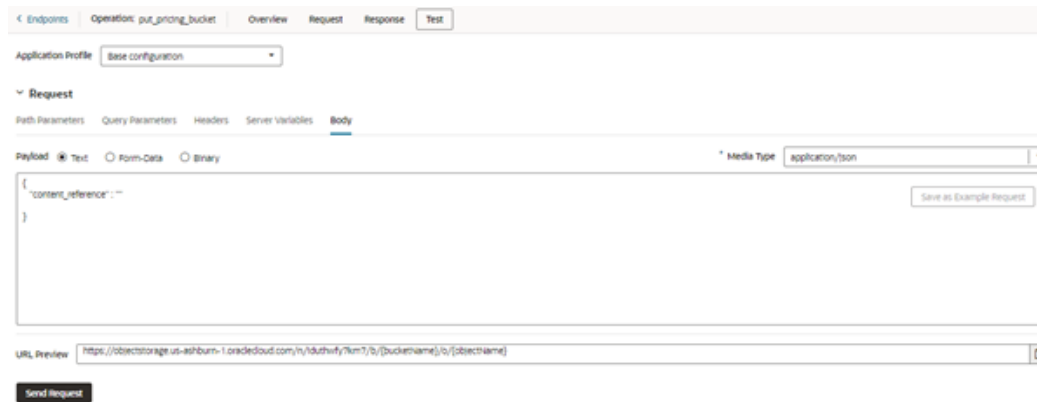 Endpoints Operation: put_pricing_bucket Overview Request Response Test
Application Profile Base configuration
Request
Path Parameters Query Parameters Headers Server Variables Body
Payload Text Form-Data Binary * Media Type application/json
{
"content_reference" : ""
Save as Example Request
}
URL Preview https://objectstorage.us-ashburn-1.oraclecloud.com/n/
/b/{bucketName}/o/{objectName}
Send Request